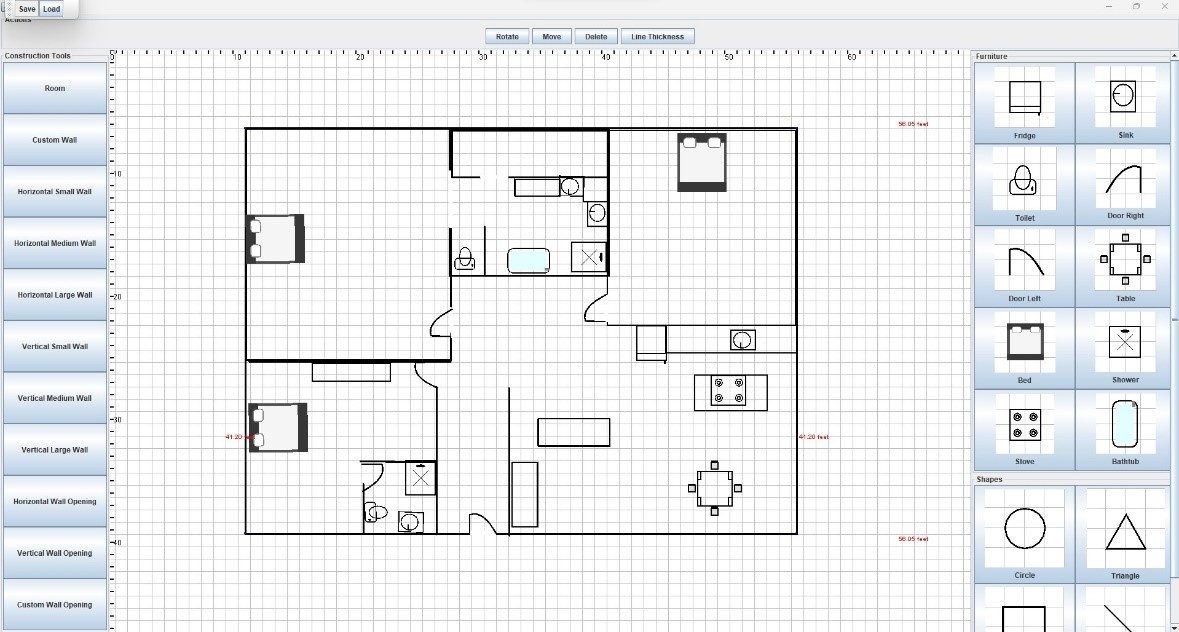 Save Load
Actions
Rotate Move Delete Line Thickness
Construction Tools
Room
Custom Wall
Horizontal Small Wall
Horizontal Medium Wall
Horizontal Large Wall
Vertical Small Wall
Vertical Medium Wall
Vertical Large Wall
Horizontal Wall Opening
Vertical Wall Opening
Custom Wall Opening
0 10 20 30 40 50 60
10
20
30
40
56.05 feet
41.20 feet
41.20 feet
56.05 feet
Furniture
Fridge Sink
Toilet Door Right
Door Left Table
Bed Shower
Stove Bathtub
Shapes
Circle Triangle